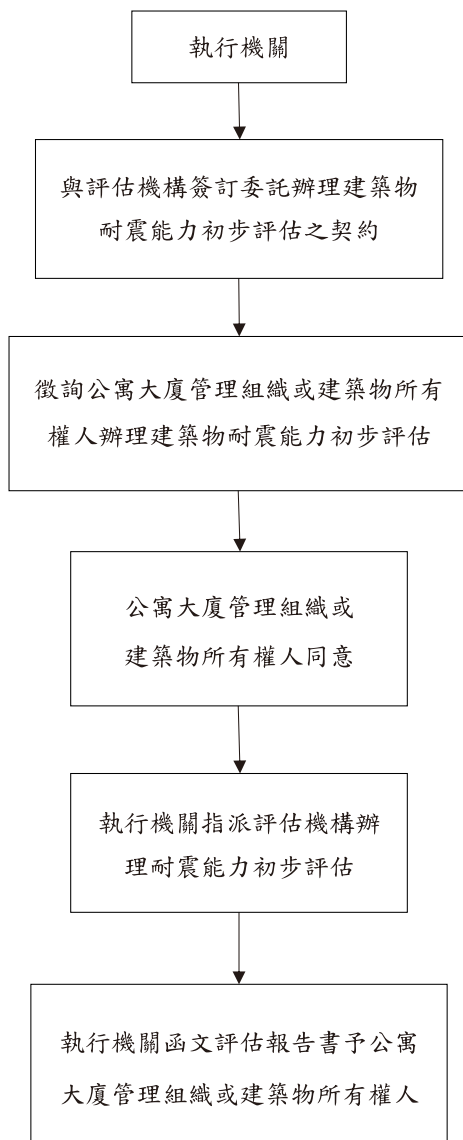 執行機關
與評估機構簽訂委託辦理建築物
耐震能力初步評估之契約
徵詢公寓大廈管理組織或建築物所有
權人辦理建築物耐震能力初步評估
公寓大廈管理組織或
建築物所有權人同意
執行機關指派評估機構辦
理耐震能力初步評估
執行機關函文評估報告書予公寓
大廈管理組織或建築物所有權人